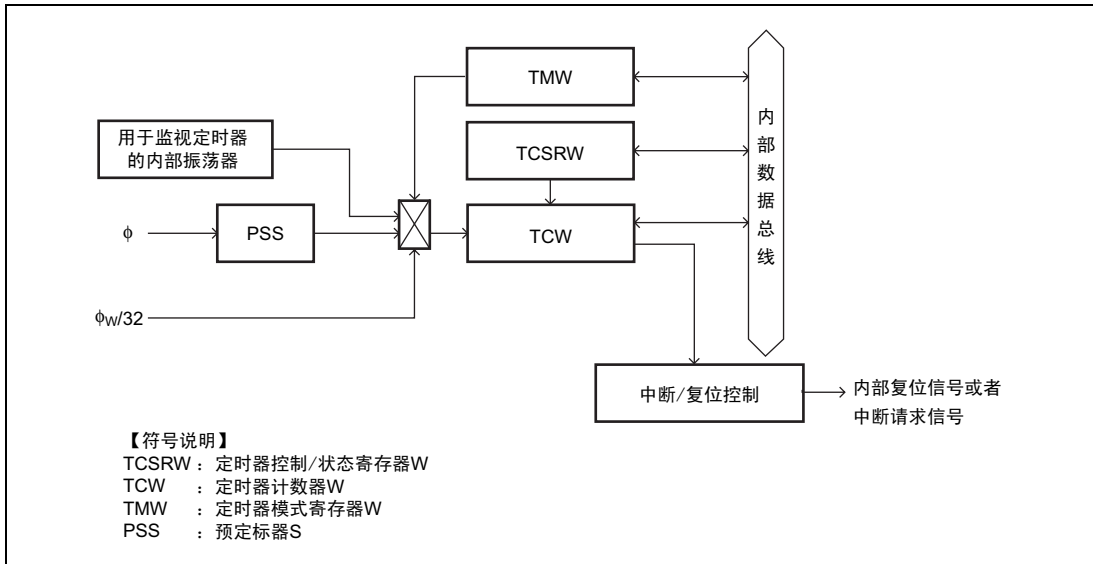 TMW
用于监视定时器
的内部振荡器
TCSRW
内部数据总线
ϕ
PSS
TCW
ϕW/32
中断/复位控制
内部复位信号或者
中断请求信号
【符号说明】
TCSRW : 定时器控制/状态寄存器W
TCW : 定时器计数器W
TMW : 定时器模式寄存器W
PSS : 预定标器S